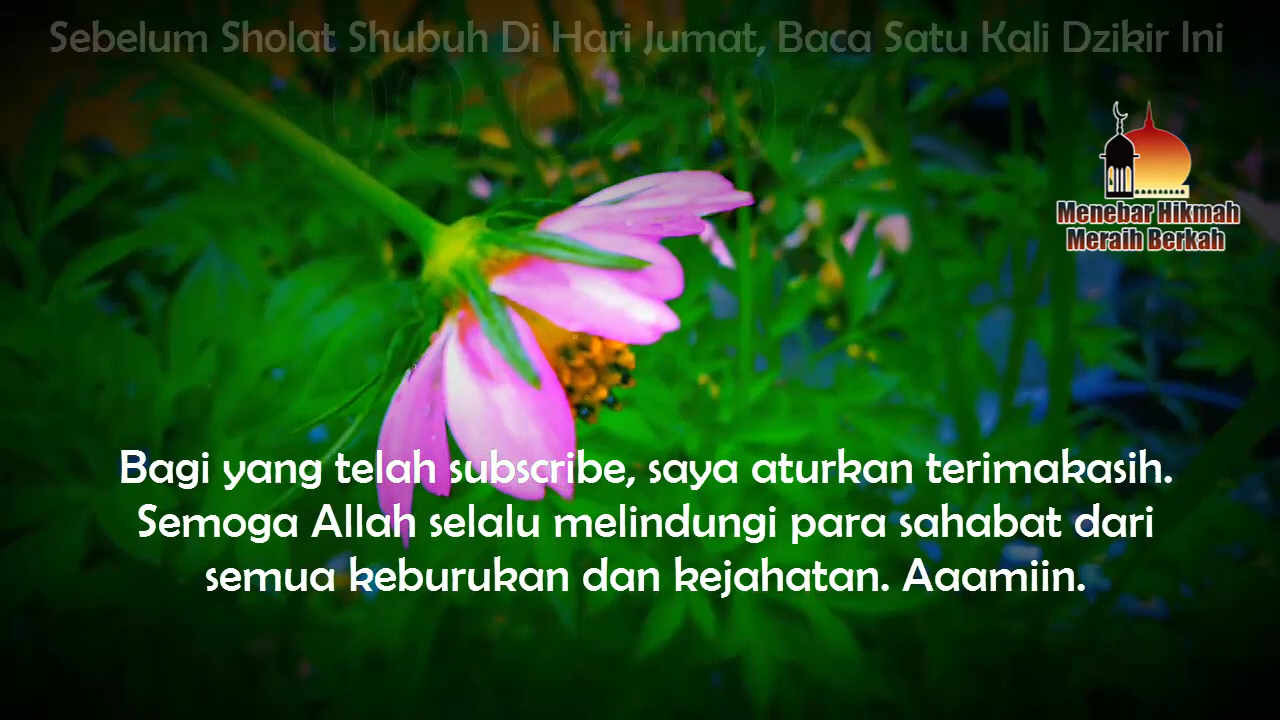 Sebelum Sholat Shubuh Di Hari Jumat, Baca Satu Kali Dzikir Ini
Menebar Hikmah
Meraih Berkah
Bagi yang telah subscribe, saya aturkan terimakasih.
Semoga Allah selalu melindungi para sahabat dari
semua keburukan dan kejahatan. Aaamiin.